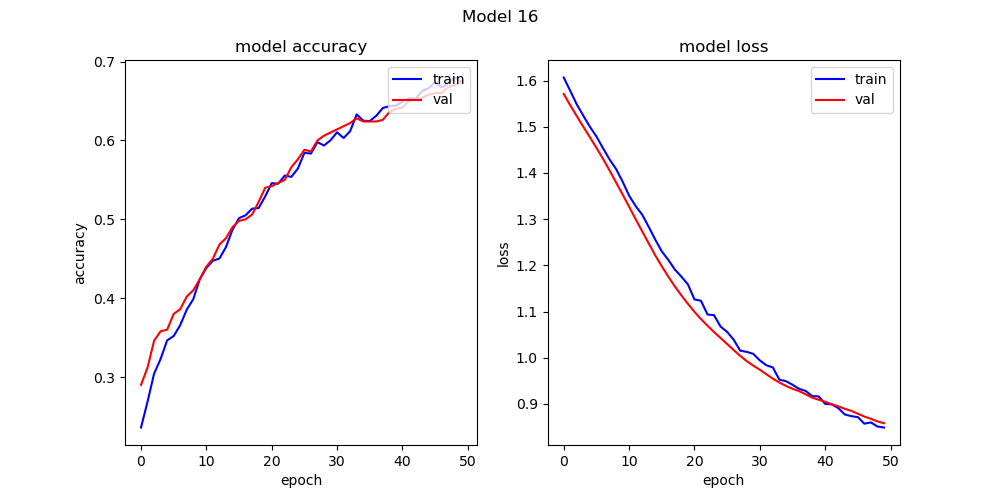 Model 16
model accuracy
train
val
0.7
0.6
0.5
0.4
0.3
accuracy
0 10 20 30 40 50
epoch
model loss
train
val
1.6
1.5
1.4
1.3
1.2
1.1
1.0
0.9
loss
0 10 20 30 40 50
epoch